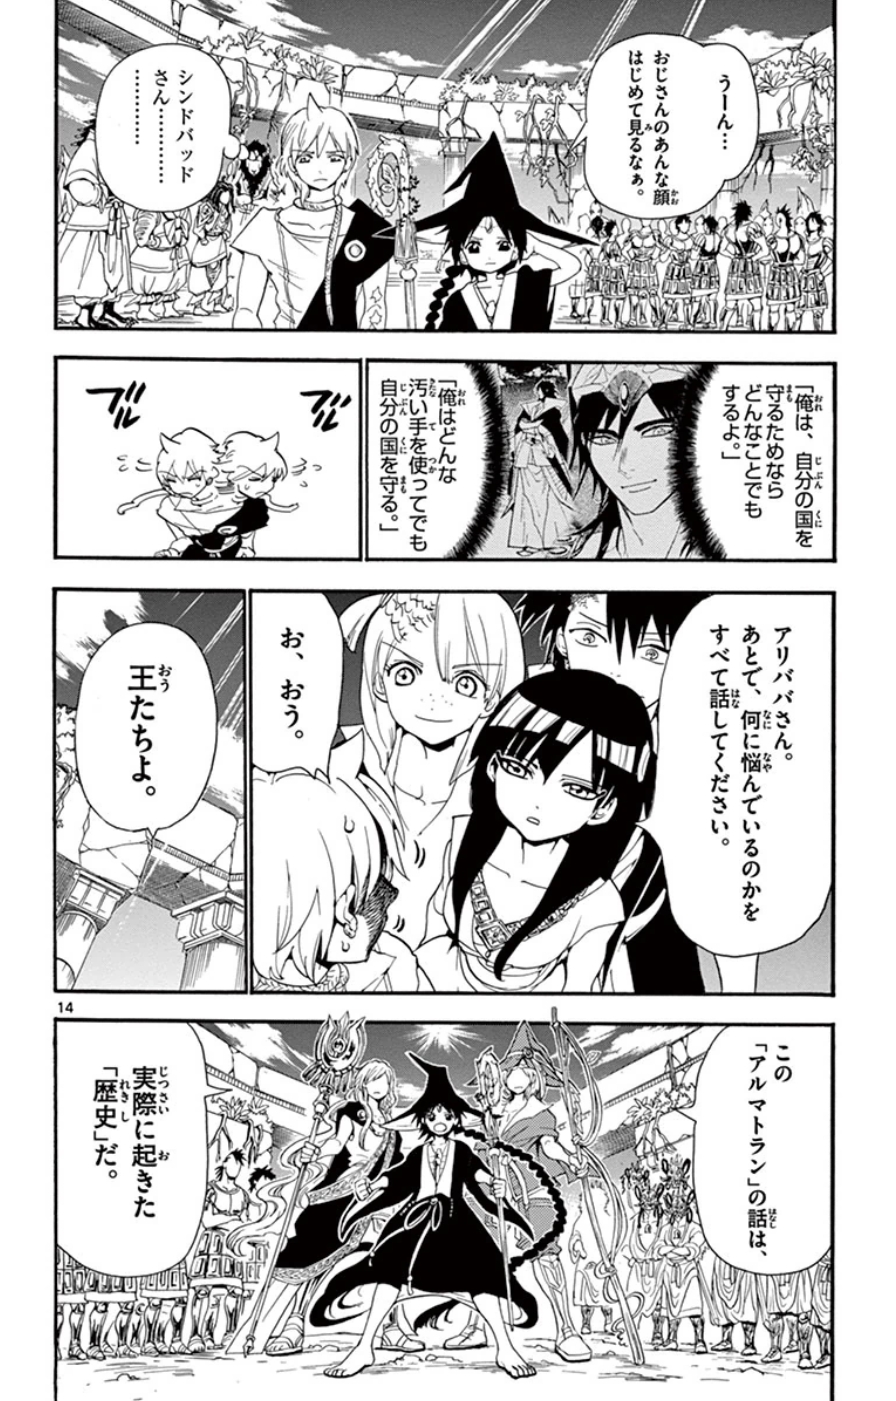 うーん…
おじさんのあんな顔
はじめて見るなぁ。
シンドバッド
さん…………
…………
「俺は、自分の国を
守るためなら
どんなことでも
するよ。」
「俺はどんな
汚い手を使ってでも
自分の国を守る。」
ブルッ
ブルッ
アリババさん。
あとで、何に悩んでいるのかを
すべて話してください。
お、おう。
王たちよ。
14
この
「アルマトラン」の話は、
実際に起きた
「歴史」だ。